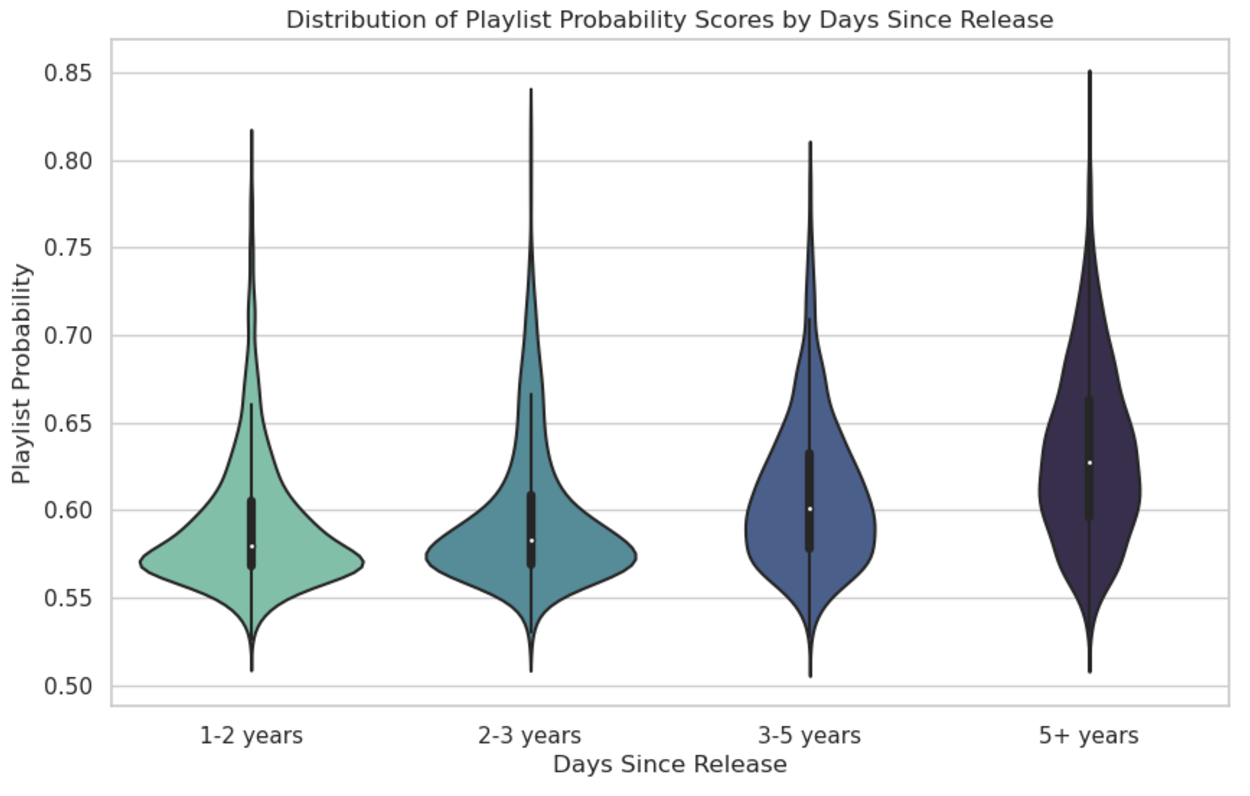 Distribution of Playlist Probability Scores by Days Since Release
Playlist Probability
0.85
0.80
0.75
0.70
0.65
0.60
0.55
0.50
1-2 years
2-3 years
3-5 years
5+ years
Days Since Release